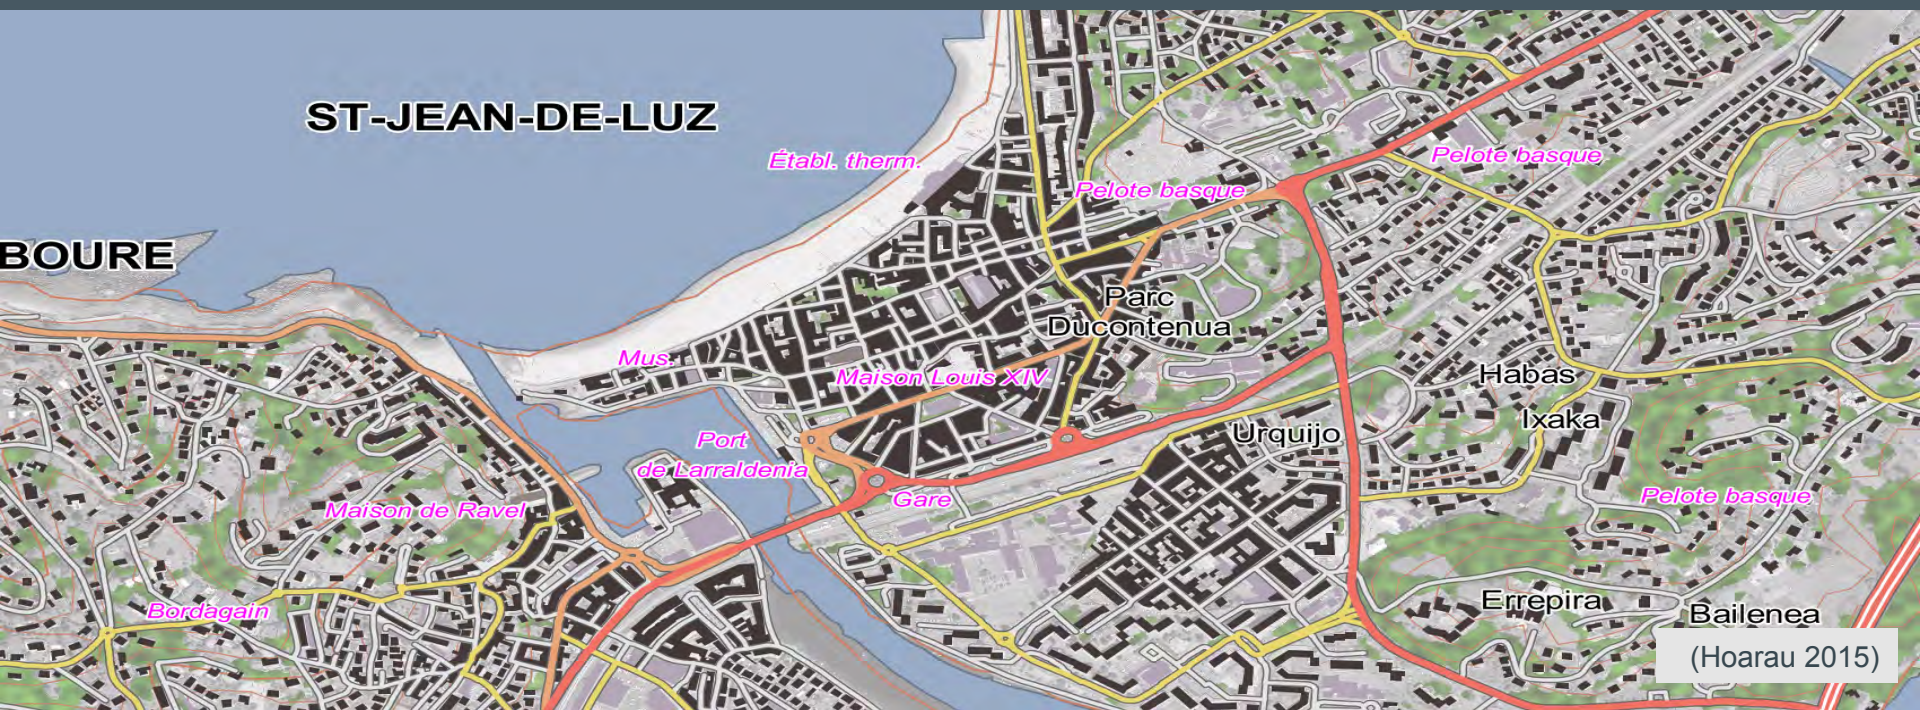 ST-JEAN-DE-LUZ
Établ. therm.
Pelote basque
Pelote basque
BOURE
Parc
Ducontenua
Mus.
Maison Louis XIV
Habas
Ixaka
Urquijo
Port
de Larraldenia
Gare
Pelote basque
Maison de Ravel
Bordagain
Errepira
Bailenea
(Hoarau 2015)